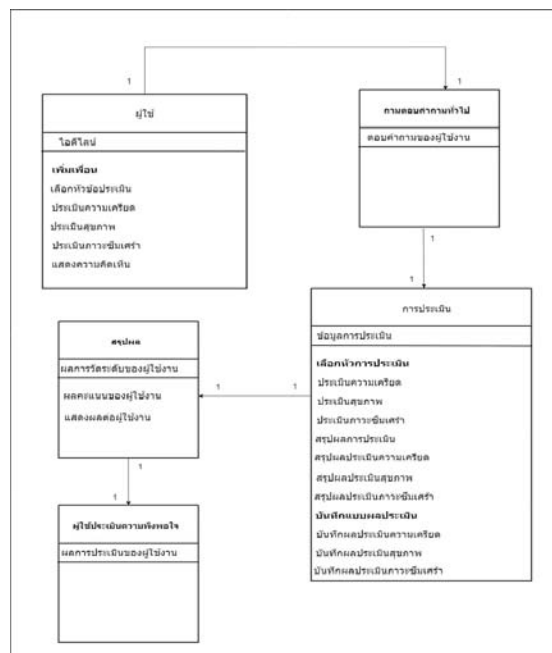 1
1
ผู้ใช้
ไอดีไลน์
เพิ่มเพื่อน
เลือกหัวข้อประเมิน
ประเมินความเครียด
ประเมินสุขภาพ
ประเมินภาวะซึมเศร้า
แสดงความคิดเห็น
ถามตอบคำถามทั่วไป
ตอบคำถามของผู้ใช้งาน
1
1
การประเมิน
ข้อมูลการประเมิน
เลือกหัวการประเมิน
ประเมินความเครียด
ประเมินสุขภาพ
ประเมินภาวะซึมเศร้า
สรุปผลการประเมิน
สรุปผลประเมินความเครียด
สรุปผลประเมินสุขภาพ
สรุปผลประเมินภาวะซึมเศร้า
บันทึกแบบผลประเมิน
บันทึกผลประเมินความเครียด
บันทึกผลประเมินสุขภาพ
บันทึกผลประเมินภาวะซึมเศร้า
1
1
สรุปผล
ผลการวัดระดับของผู้ใช้งาน
ผลคะแนนของผู้ใช้งาน
แสดงผลต่อผู้ใช้งาน
1
1
ผู้ใช้ประเมินความพึงพอใจ
ผลการประเมินของผู้ใช้งาน